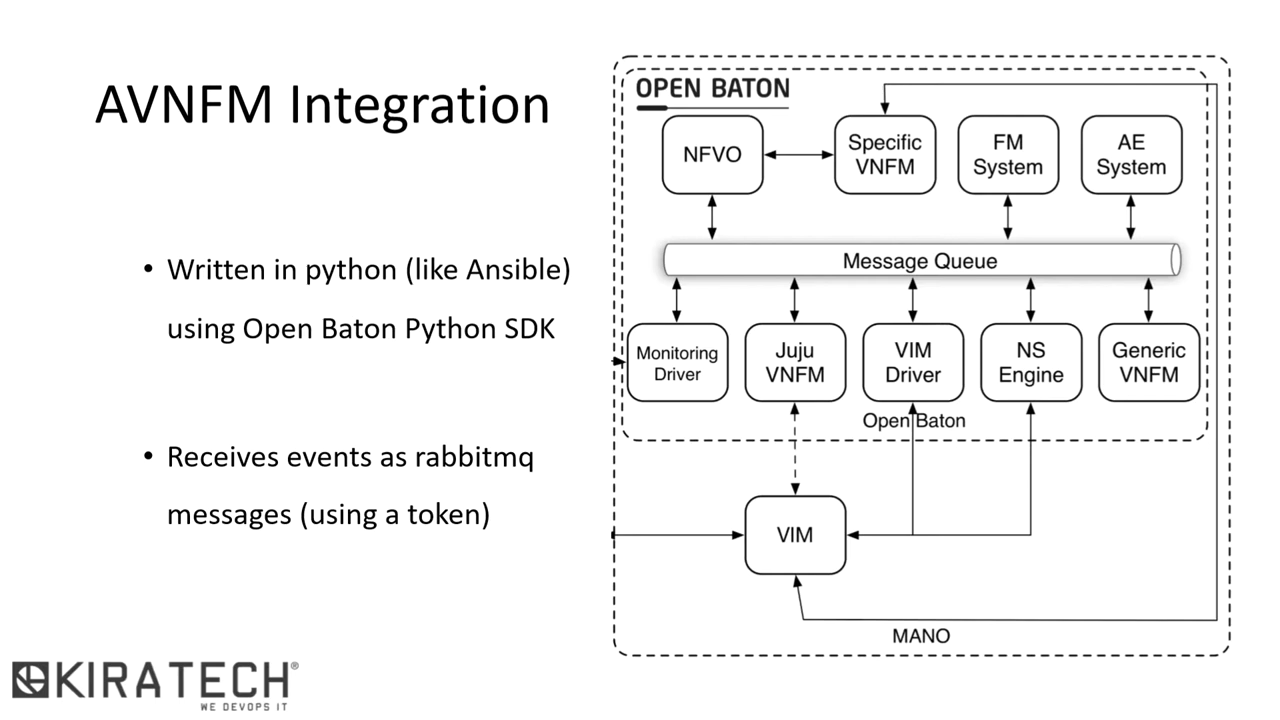 AVNFM Integration
• Written in python (like Ansible)
using Open Baton Python SDK
• Receives events as rabbitmq
messages (using a token)
OPEN BATON
NFVO
Specific
VNFM
FM
System
AE
System
Message Queue
Monitoring
Driver
Juju
VNFM
VIM
Driver
NS
Engine
Generic
VNFM
Open Baton
VIM
MANO
KIRATECH®
WE DEVOPS IT